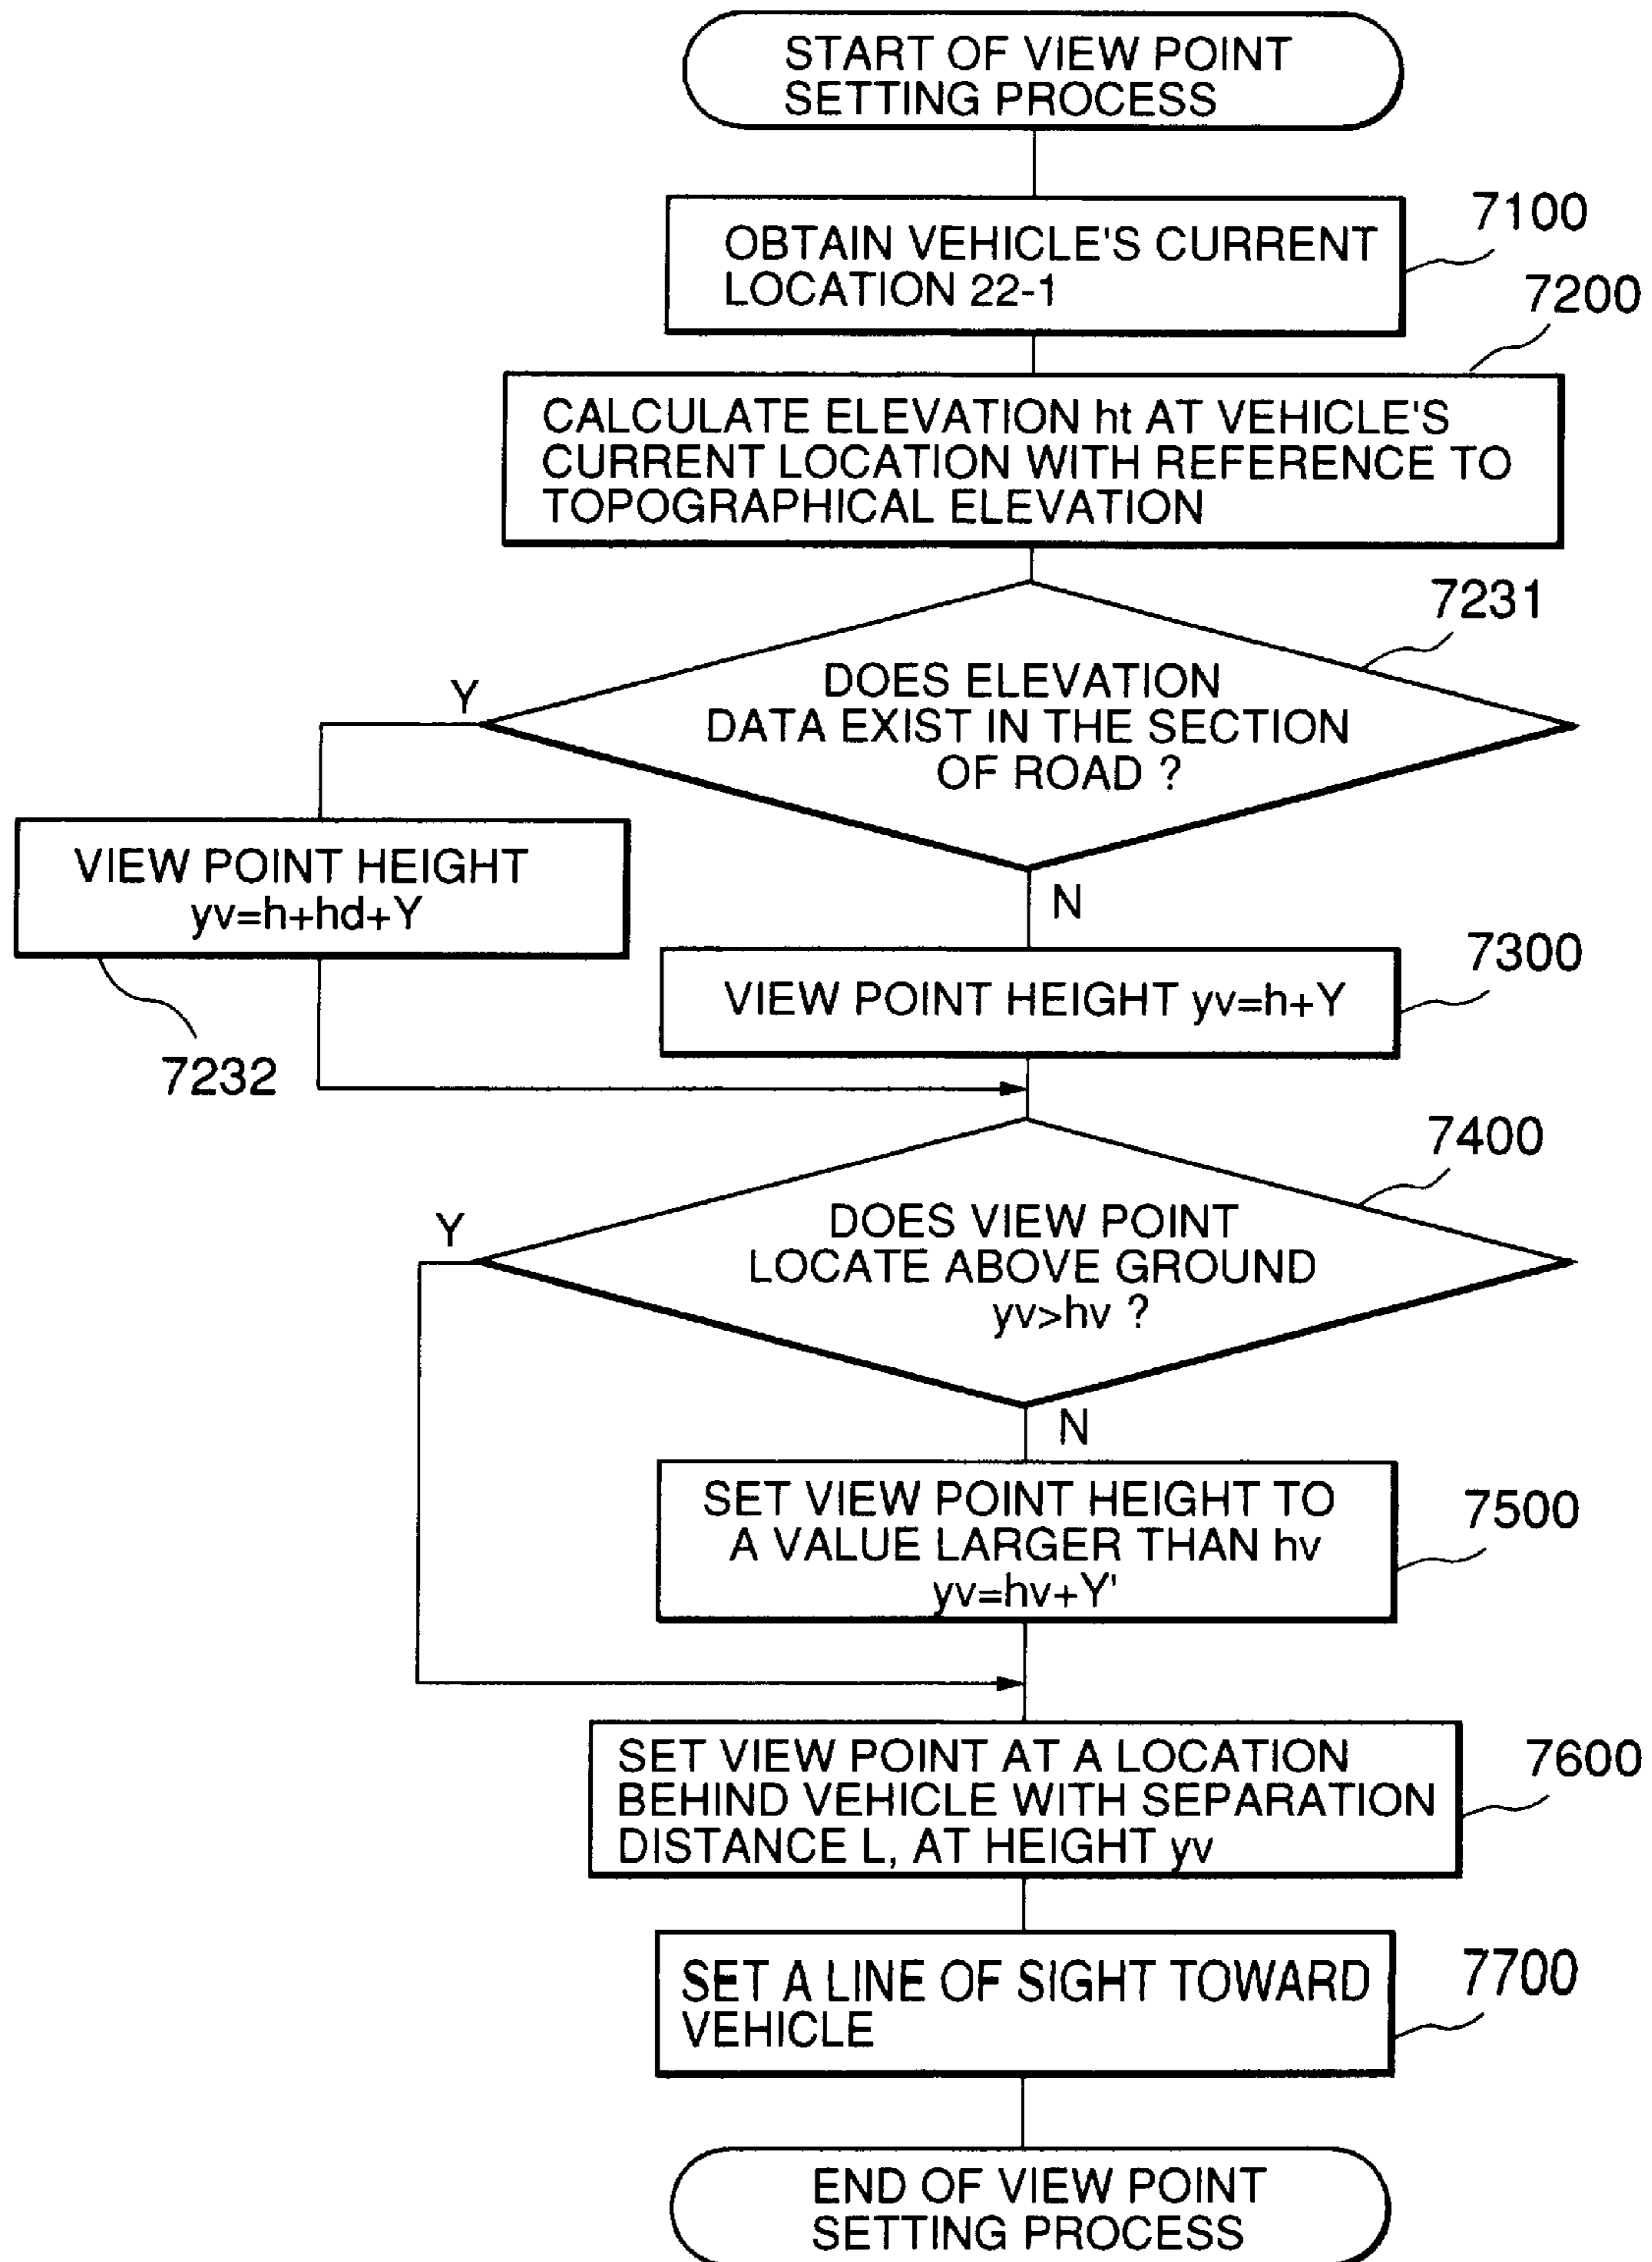 START OF VIEW POINT
SETTING PROCESS
OBTAIN VEHICLE'S CURRENT
LOCATION 22-1
7100
7200
CALCULATE ELEVATION ht AT VEHICLE'S
CURRENT LOCATION WITH REFERENCE TO
TOPOGRAPHICAL ELEVATION
7231
DOES ELEVATION
DATA EXIST IN THE SECTION
OF ROAD ?
Y
N
VIEW POINT HEIGHT
yv=h+hd+Y
7232
VIEW POINT HEIGHT yv=h+Y
7300
7400
DOES VIEW POINT
LOCATE ABOVE GROUND
yv>hv ?
Y
N
SET VIEW POINT HEIGHT TO
A VALUE LARGER THAN hv
yv=hv+Y'
7500
SET VIEW POINT AT A LOCATION
BEHIND VEHICLE WITH SEPARATION
DISTANCE L, AT HEIGHT yv
7600
SET A LINE OF SIGHT TOWARD
VEHICLE
7700
END OF VIEW POINT
SETTING PROCESS